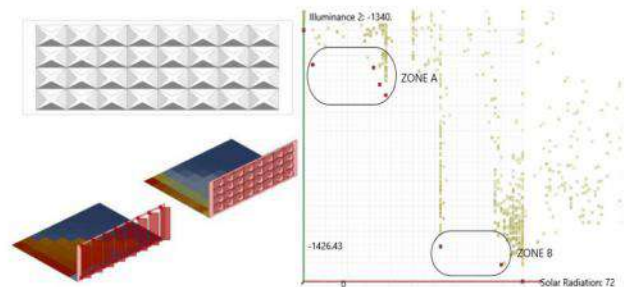 Illuminance 2: -1340.
ZONE A
-1426.43
ZONE B
Solar Radiation: 72